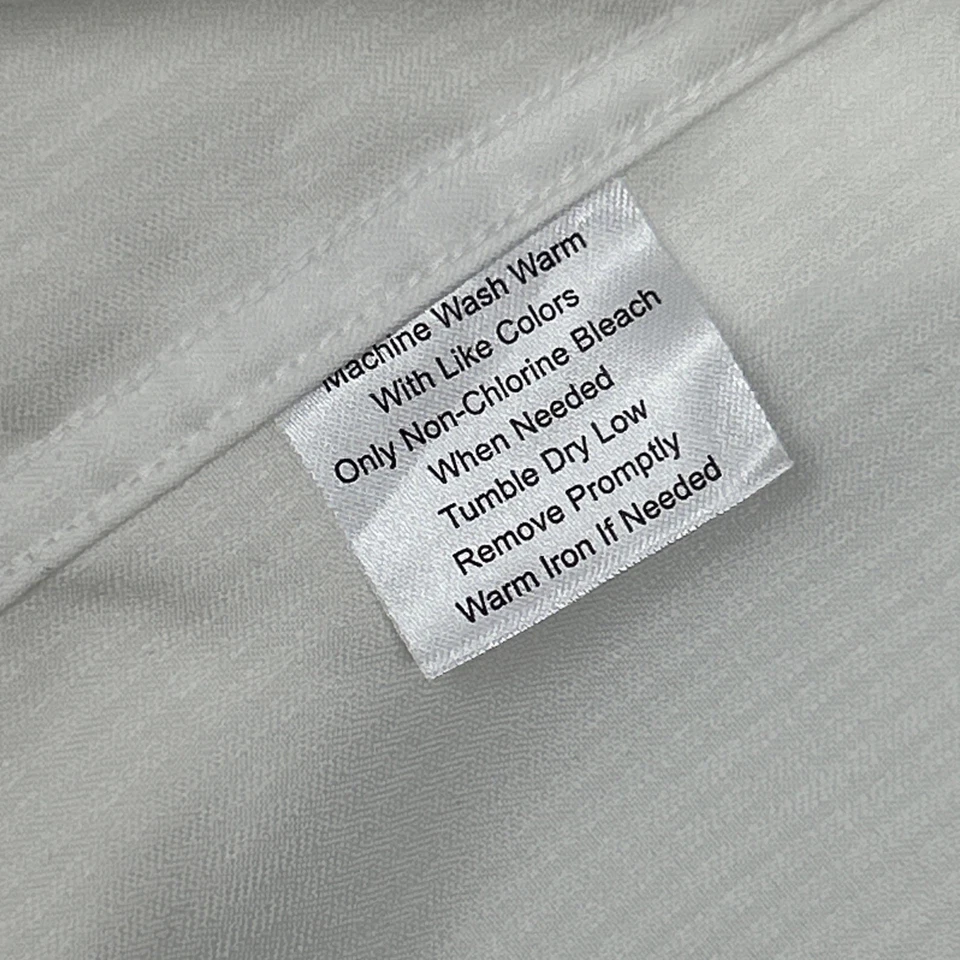 Machine Wash Warm
With Like Colors
Only Non-Chlorine Bleach
When Needed
Tumble Dry Low
Remove Promptly
Warm Iron If Needed